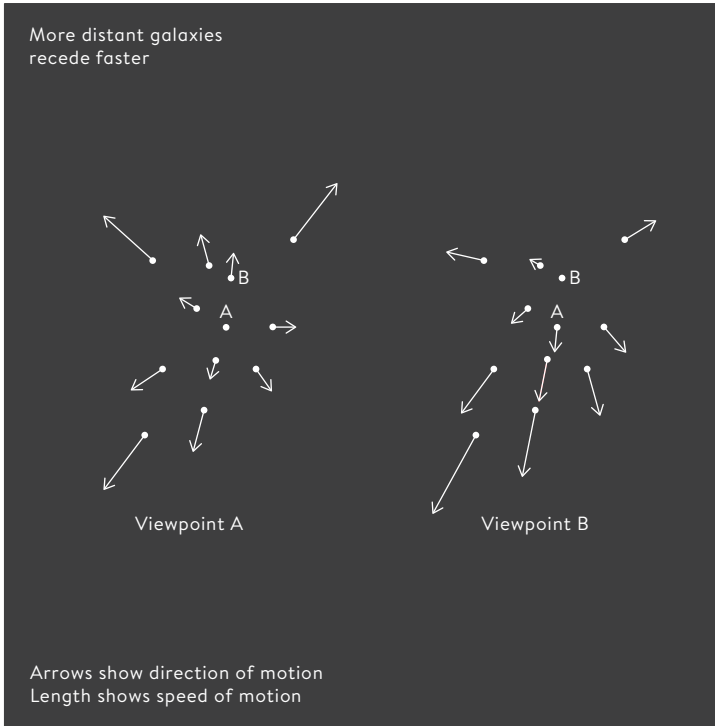 More distant galaxies
recede faster
B
A
B
A
Viewpoint A
Viewpoint B
Arrows show direction of motion
Length shows speed of motion